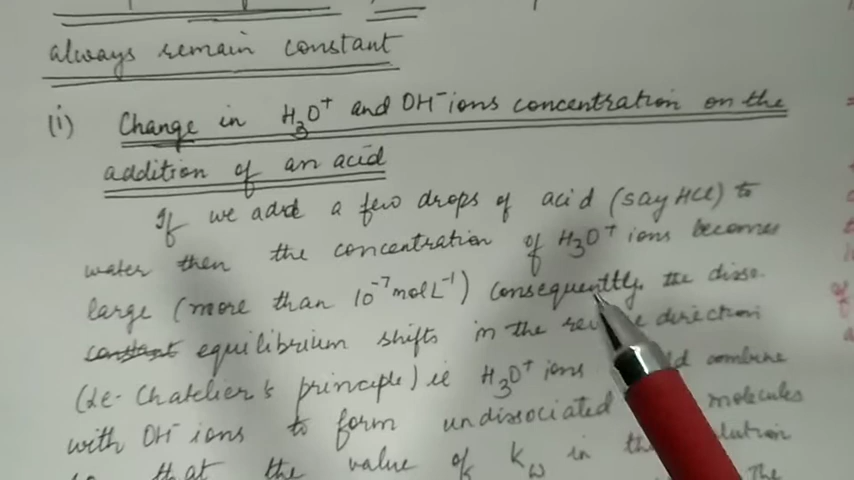 always remain constant
(i) Change in H3O+ and OH- ions concentration on the
addition of an acid
If we add a few drops of acid (say HCl) to
water then the concentration of H3O+ ions becomes
large (more than 10-7 mol L-1) consequently the disso-
constant equilibrium shifts in the direction
(Le-Chatelier's principle) ie H3O+ ions combine
with OH- ions to form undissociated molecules
that the value of Kw in
The